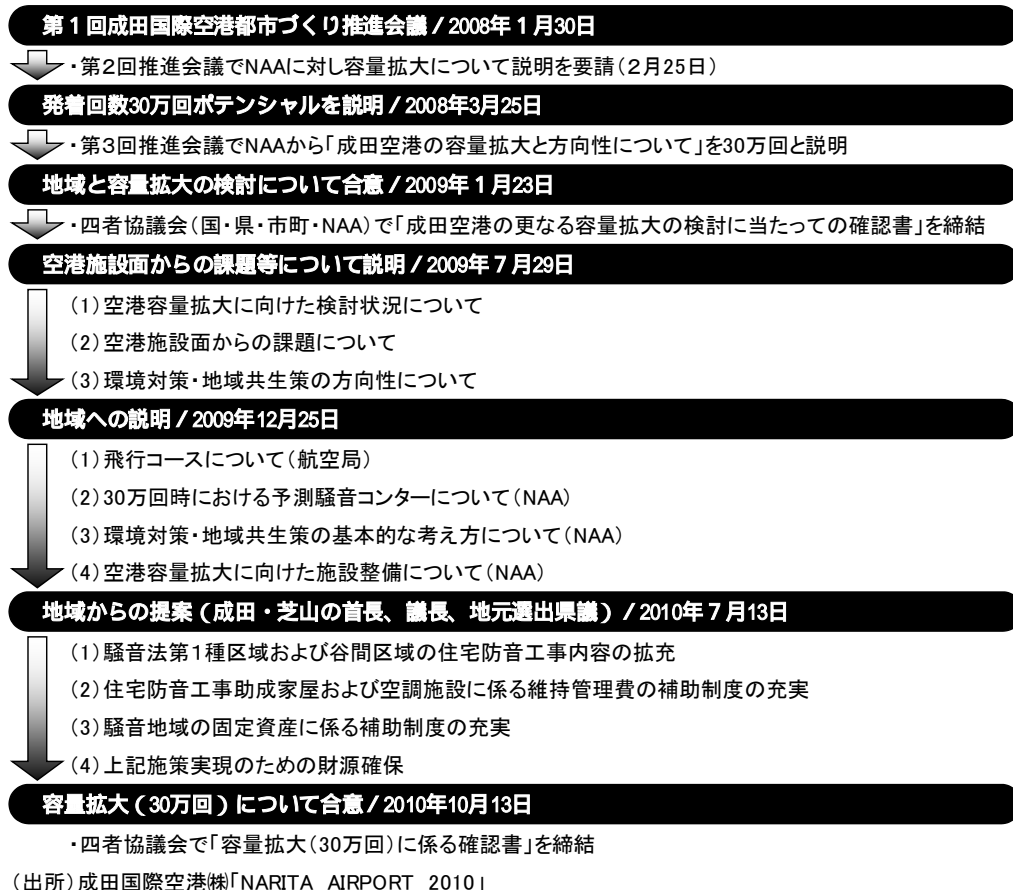 第１回成田国際空港都市づくり推進会議／2008年１月30日
・第２回推進会議でNAAに対し容量拡大について説明を要請（２月25日）
発着回数30万回ポテンシャルを説明／2008年3月25日
・第３回推進会議でNAAから「成田空港の容量拡大と方向性について」を30万回と説明
地域と容量拡大の検討について合意／2009年１月23日
・四者協議会（国・県・市町・NAA）で「成田空港の更なる容量拡大の検討に当たっての確認書」を締結
空港施設面からの課題等について説明／2009年７月29日
（1）空港容量拡大に向けた検討状況について
（2）空港施設面からの課題について
（3）環境対策・地域共生策の方向性について
地域への説明／2009年12月25日
（1）飛行コースについて（航空局）
（2）30万回時における予測騒音コンターについて（NAA）
（3）環境対策・地域共生策の基本的な考え方について（NAA）
（4）空港容量拡大に向けた施設整備について（NAA）
地域からの提案（成田・芝山の首長、議長、地元選出県議）／2010年７月13日
（1）騒音法第１種区域および谷間区域の住宅防音工事内容の拡充
（2）住宅防音工事助成家屋および空調施設に係る維持管理費の補助制度の充実
（3）騒音地域の固定資産に係る補助制度の充実
（4）上記施策実現のための財源確保
容量拡大（30万回）について合意／2010年10月13日
・四者協議会で「容量拡大（30万回）に係る確認書」を締結
（出所）成田国際空港㈱「NARITA AIRPORT 2010」